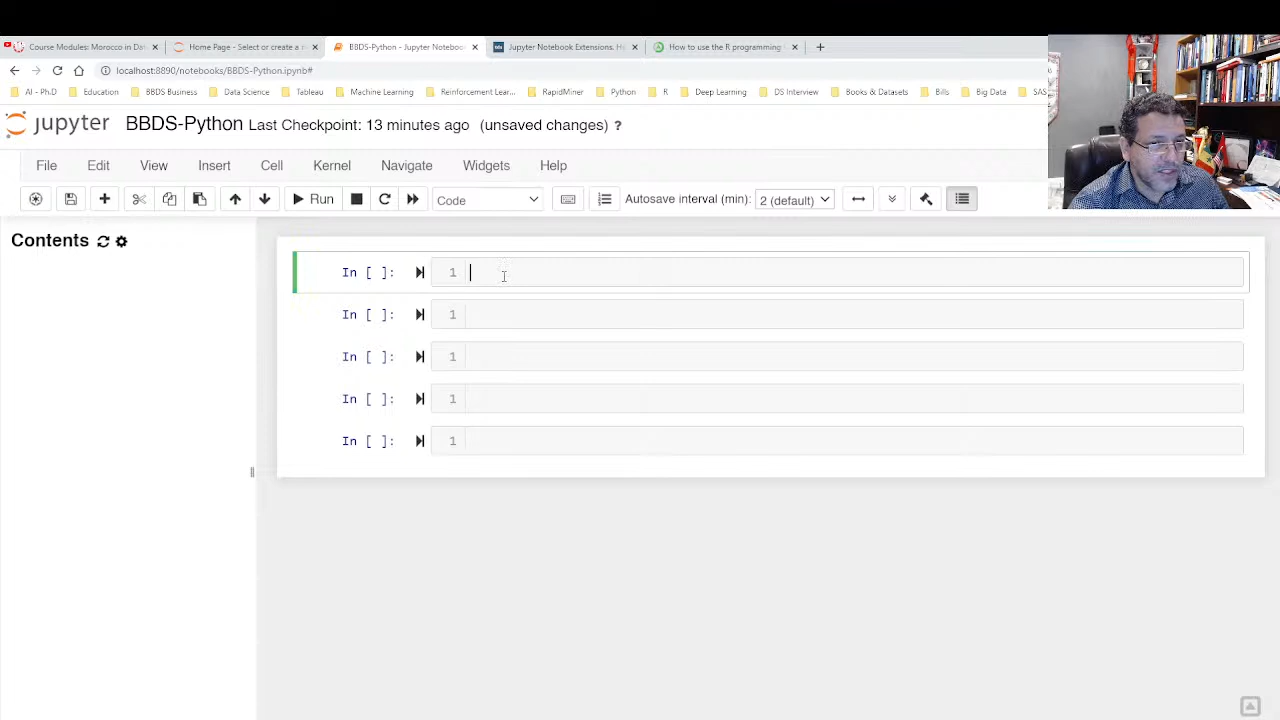 Course Modules: Morocco in Dat
Home Page - Select or create a n
BBDS-Python - Jupyter Notebook
Jupyter Notebook Extensions. He
How to use the R programming
localhost:8890/notebooks/BBDS-Python.ipynb#
AI - Ph.D
Education
BBDS Business
Data Science
Tableau
Machine Learning
Reinforcement Lear...
RapidMiner
Python
R
Deep Learning
DS Interview
Books & Datasets
Bills
Big Data
SAS
jupyter BBDS-Python Last Checkpoint: 13 minutes ago (unsaved changes) ?
File Edit View Insert Cell Kernel Navigate Widgets Help
Run Code Autosave interval (min): 2 (default)
Contents
In [ ]: 1
In [ ]: 1
In [ ]: 1
In [ ]: 1
In [ ]: 1